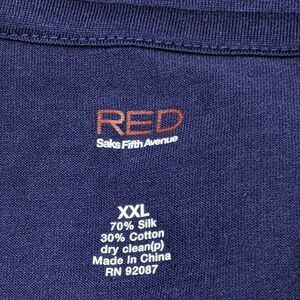 RED
Saks Fifth Avenue
XXL
70% Silk
30% Cotton
dry clean(p)
Made In China
RN 92087